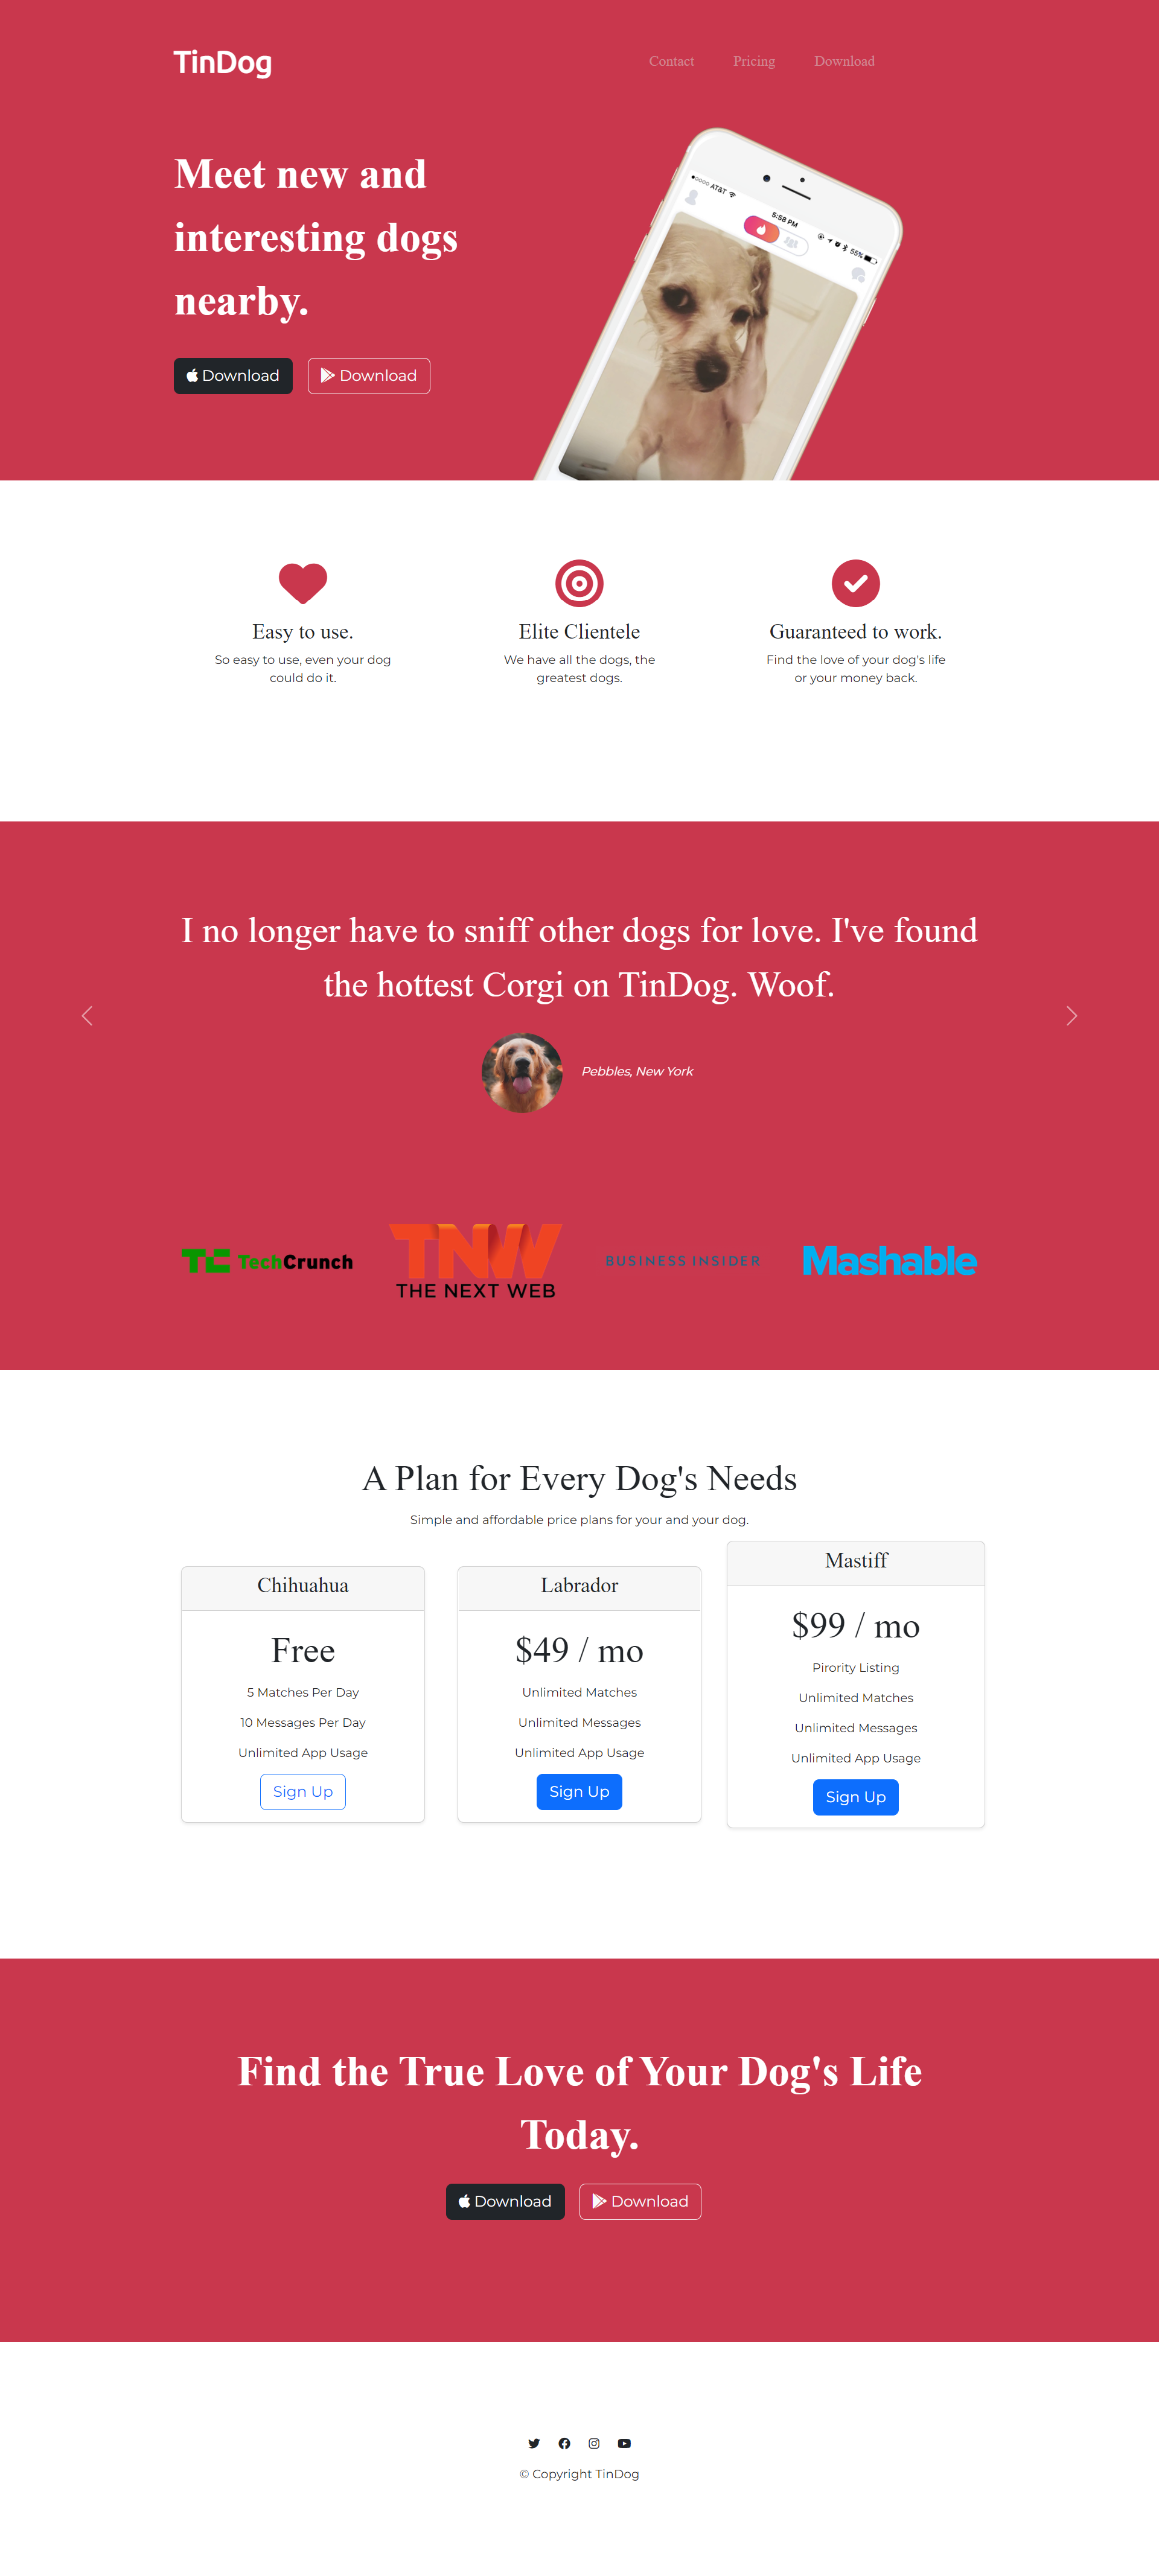 TinDog
Contact Pricing Download
Meet new and
interesting dogs
nearby.
Download Download
AT&T 5:58 PM 55%
Easy to use.
So easy to use, even your dog
could do it.
Elite Clientele
We have all the dogs, the
greatest dogs.
Guaranteed to work.
Find the love of your dog's life
or your money back.
I no longer have to sniff other dogs for love. I've found
the hottest Corgi on TinDog. Woof.
Pebbles, New York
TC TechCrunch
TNW
THE NEXT WEB
BUSINESS INSIDER
Mashable
A Plan for Every Dog's Needs
Simple and affordable price plans for your and your dog.
Chihuahua
Free
5 Matches Per Day
10 Messages Per Day
Unlimited App Usage
Sign Up
Labrador
$49 / mo
Unlimited Matches
Unlimited Messages
Unlimited App Usage
Sign Up
Mastiff
$99 / mo
Pirority Listing
Unlimited Matches
Unlimited Messages
Unlimited App Usage
Sign Up
Find the True Love of Your Dog's Life
Today.
Download Download
© Copyright TinDog